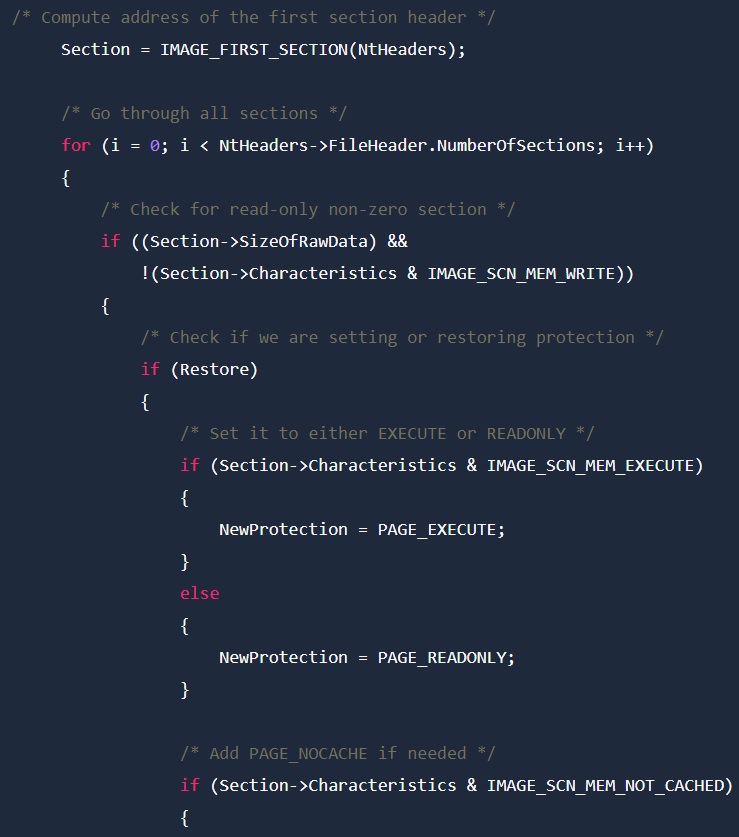 /* Compute address of the first section header */
Section = IMAGE_FIRST_SECTION(NtHeaders);
/* Go through all sections */
for (i = 0; i < NtHeaders->FileHeader.NumberOfSections; i++)
{
/* Check for read-only non-zero section */
if ((Section->SizeOfRawData) &&
!(Section->Characteristics & IMAGE_SCN_MEM_WRITE))
{
/* Check if we are setting or restoring protection */
if (Restore)
{
/* Set it to either EXECUTE or READONLY */
if (Section->Characteristics & IMAGE_SCN_MEM_EXECUTE)
{
NewProtection = PAGE_EXECUTE;
}
else
{
NewProtection = PAGE_READONLY;
}
/* Add PAGE_NOCACHE if needed */
if (Section->Characteristics & IMAGE_SCN_MEM_NOT_CACHED)
{